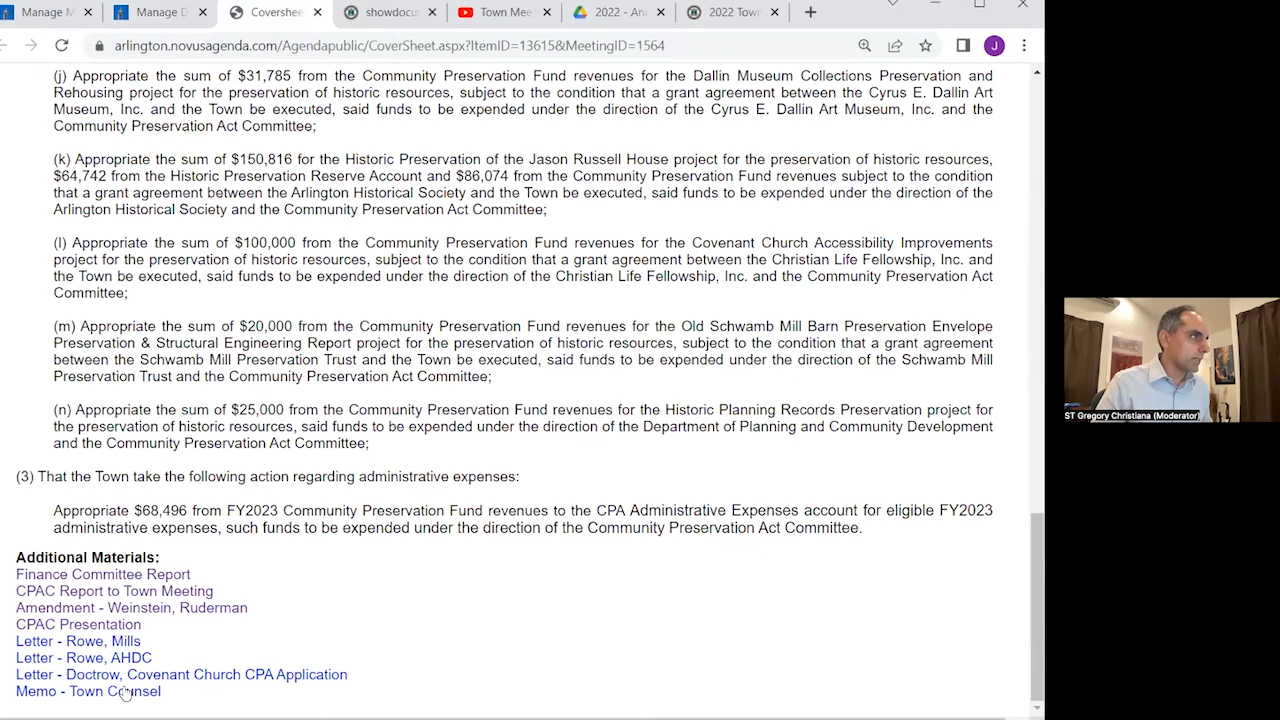 Manage M
Manage D
Covershee
showdocu
Town Mee
2022 - An
2022 Town
arlington.novusagenda.com/Agendapublic/CoverSheet.aspx?ItemID=13615&MeetingID=1564
J
(j) Appropriate the sum of $31,785 from the Community Preservation Fund revenues for the Dallin Museum Collections Preservation and
Rehousing project for the preservation of historic resources, subject to the condition that a grant agreement between the Cyrus E. Dallin Art
Museum, Inc. and the Town be executed, said funds to be expended under the direction of the Cyrus E. Dallin Art Museum, Inc. and the
Community Preservation Act Committee;
(k) Appropriate the sum of $150,816 for the Historic Preservation of the Jason Russell House project for the preservation of historic resources,
$64,742 from the Historic Preservation Reserve Account and $86,074 from the Community Preservation Fund revenues subject to the condition
that a grant agreement between the Arlington Historical Society and the Town be executed, said funds to be expended under the direction of the
Arlington Historical Society and the Community Preservation Act Committee;
(l) Appropriate the sum of $100,000 from the Community Preservation Fund revenues for the Covenant Church Accessibility Improvements
project for the preservation of historic resources, subject to the condition that a grant agreement between the Christian Life Fellowship, Inc. and
the Town be executed, said funds to be expended under the direction of the Christian Life Fellowship, Inc. and the Community Preservation Act
Committee;
(m) Appropriate the sum of $20,000 from the Community Preservation Fund revenues for the Old Schwamb Mill Barn Preservation Envelope
Preservation & Structural Engineering Report project for the preservation of historic resources, subject to the condition that a grant agreement
between the Schwamb Mill Preservation Trust and the Town be executed, said funds to be expended under the direction of the Schwamb Mill
Preservation Trust and the Community Preservation Act Committee;
(n) Appropriate the sum of $25,000 from the Community Preservation Fund revenues for the Historic Planning Records Preservation project for
the preservation of historic resources, said funds to be expended under the direction of the Department of Planning and Community Development
and the Community Preservation Act Committee;
(3) That the Town take the following action regarding administrative expenses:
Appropriate $68,496 from FY2023 Community Preservation Fund revenues to the CPA Administrative Expenses account for eligible FY2023
administrative expenses, such funds to be expended under the direction of the Community Preservation Act Committee.
Additional Materials:
Finance Committee Report
CPAC Report to Town Meeting
Amendment - Weinstein, Ruderman
CPAC Presentation
Letter - Rowe, Mills
Letter - Rowe, AHDC
Letter - Doctrow, Covenant Church CPA Application
Memo - Town Counsel
ST Gregory Christiana (Moderator)